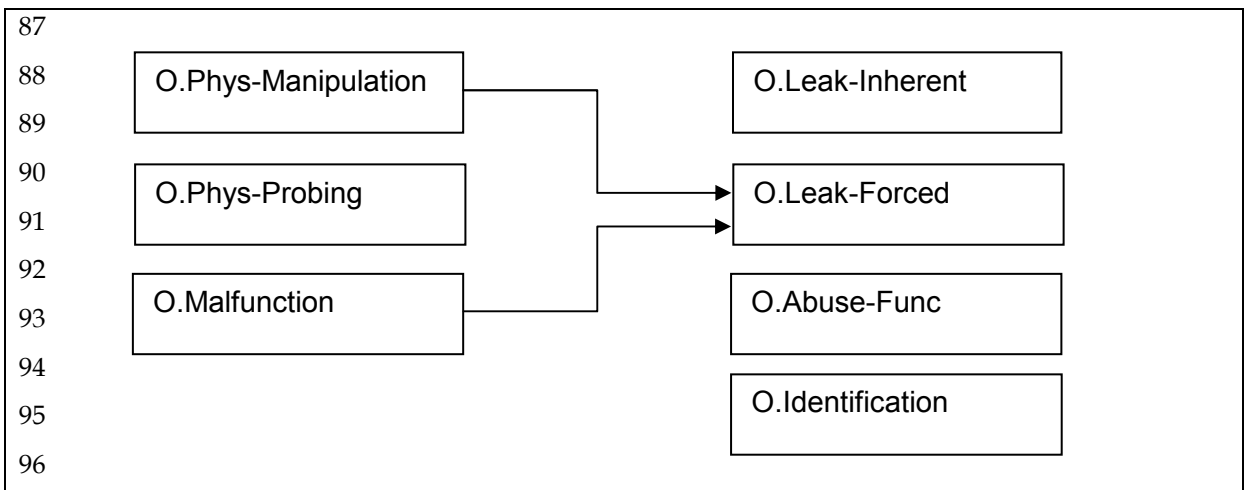 87
88
O.Phys-Manipulation
O.Leak-Inherent
89
90
O.Phys-Probing
O.Leak-Forced
91
92
O.Malfunction
O.Abuse-Func
93
94
O.Identification
95
96